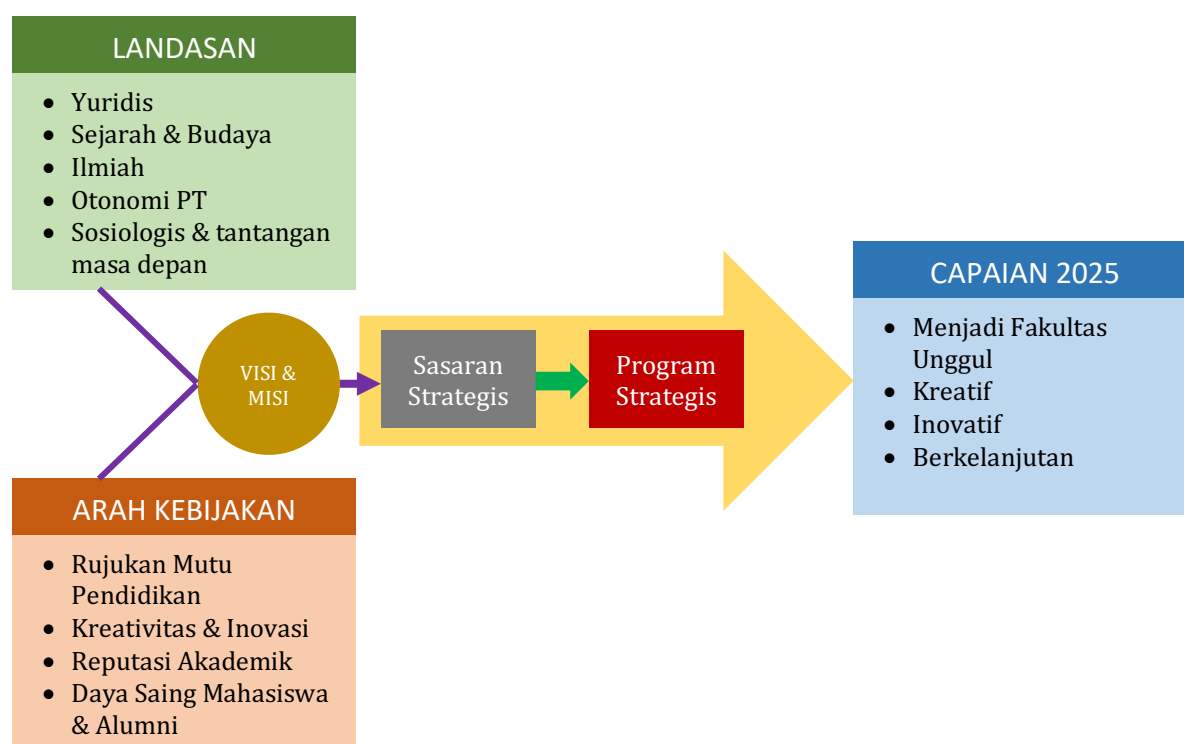 LANDASAN
• Yuridis
• Sejarah & Budaya
• Ilmiah
• Otonomi PT
• Sosiologis & tantangan
masa depan
VISI &
MISI
Sasaran
Strategis
Program
Strategis
CAPAIAN 2025
• Menjadi Fakultas
Unggul
• Kreatif
• Inovatif
• Berkelanjutan
ARAH KEBIJAKAN
• Rujukan Mutu
Pendidikan
• Kreativitas & Inovasi
• Reputasi Akademik
• Daya Saing Mahasiswa
& Alumni